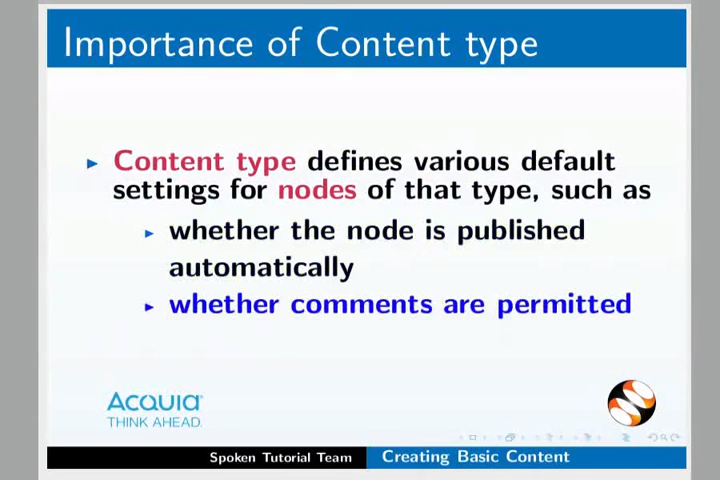 Importance of Content type
Content type defines various default
settings for nodes of that type, such as
whether the node is published
automatically
whether comments are permitted
Acquia
THINK AHEAD.
Spoken Tutorial Team
Creating Basic Content